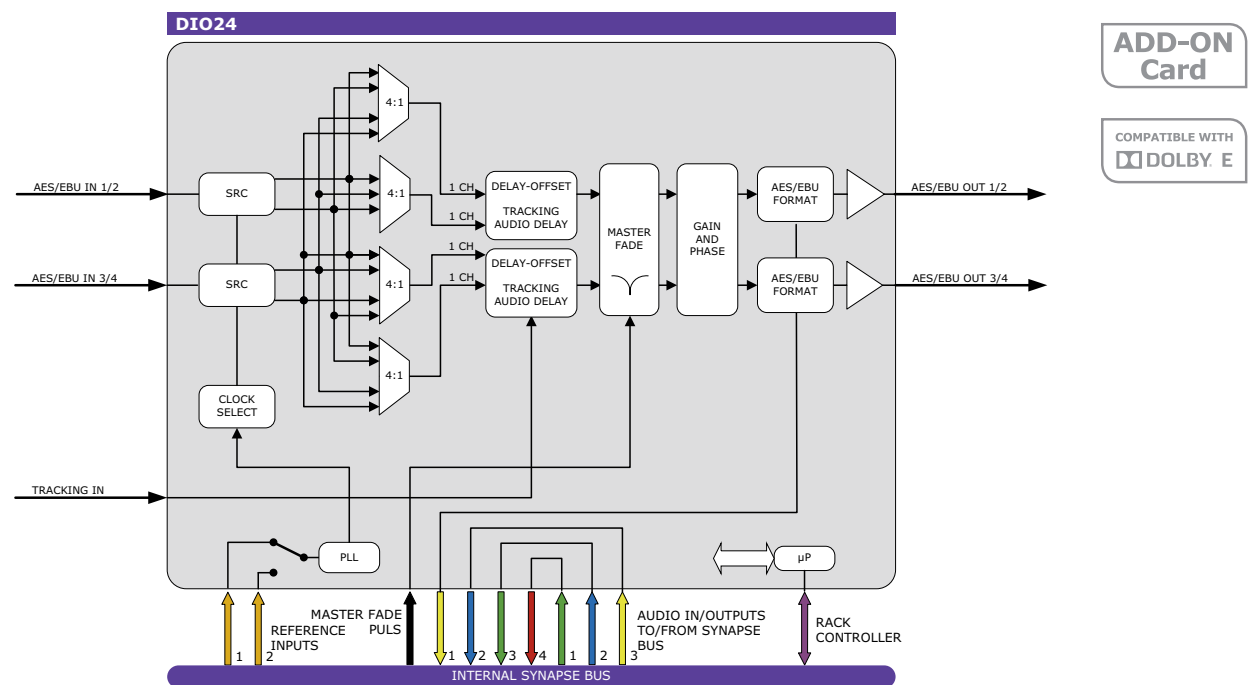 DIO24
ADD-ON
Card
COMPATIBLE WITH
DOLBY E
4:1
AES/EBU IN 1/2
SRC
4:1
1 CH
1 CH
DELAY-OFFSET
TRACKING
AUDIO DELAY
MASTER
FADE
GAIN
AND
PHASE
AES/EBU
FORMAT
AES/EBU OUT 1/2
AES/EBU IN 3/4
SRC
4:1
1 CH
1 CH
DELAY-OFFSET
TRACKING
AUDIO DELAY
AES/EBU
FORMAT
AES/EBU OUT 3/4
4:1
CLOCK
SELECT
TRACKING IN
PLL
µP
REFERENCE
INPUTS
1
2
MASTER FADE
PULS
1
2
3
4
1
2
3
AUDIO IN/OUTPUTS
TO/FROM SYNAPSE
BUS
RACK
CONTROLLER
INTERNAL SYNAPSE BUS